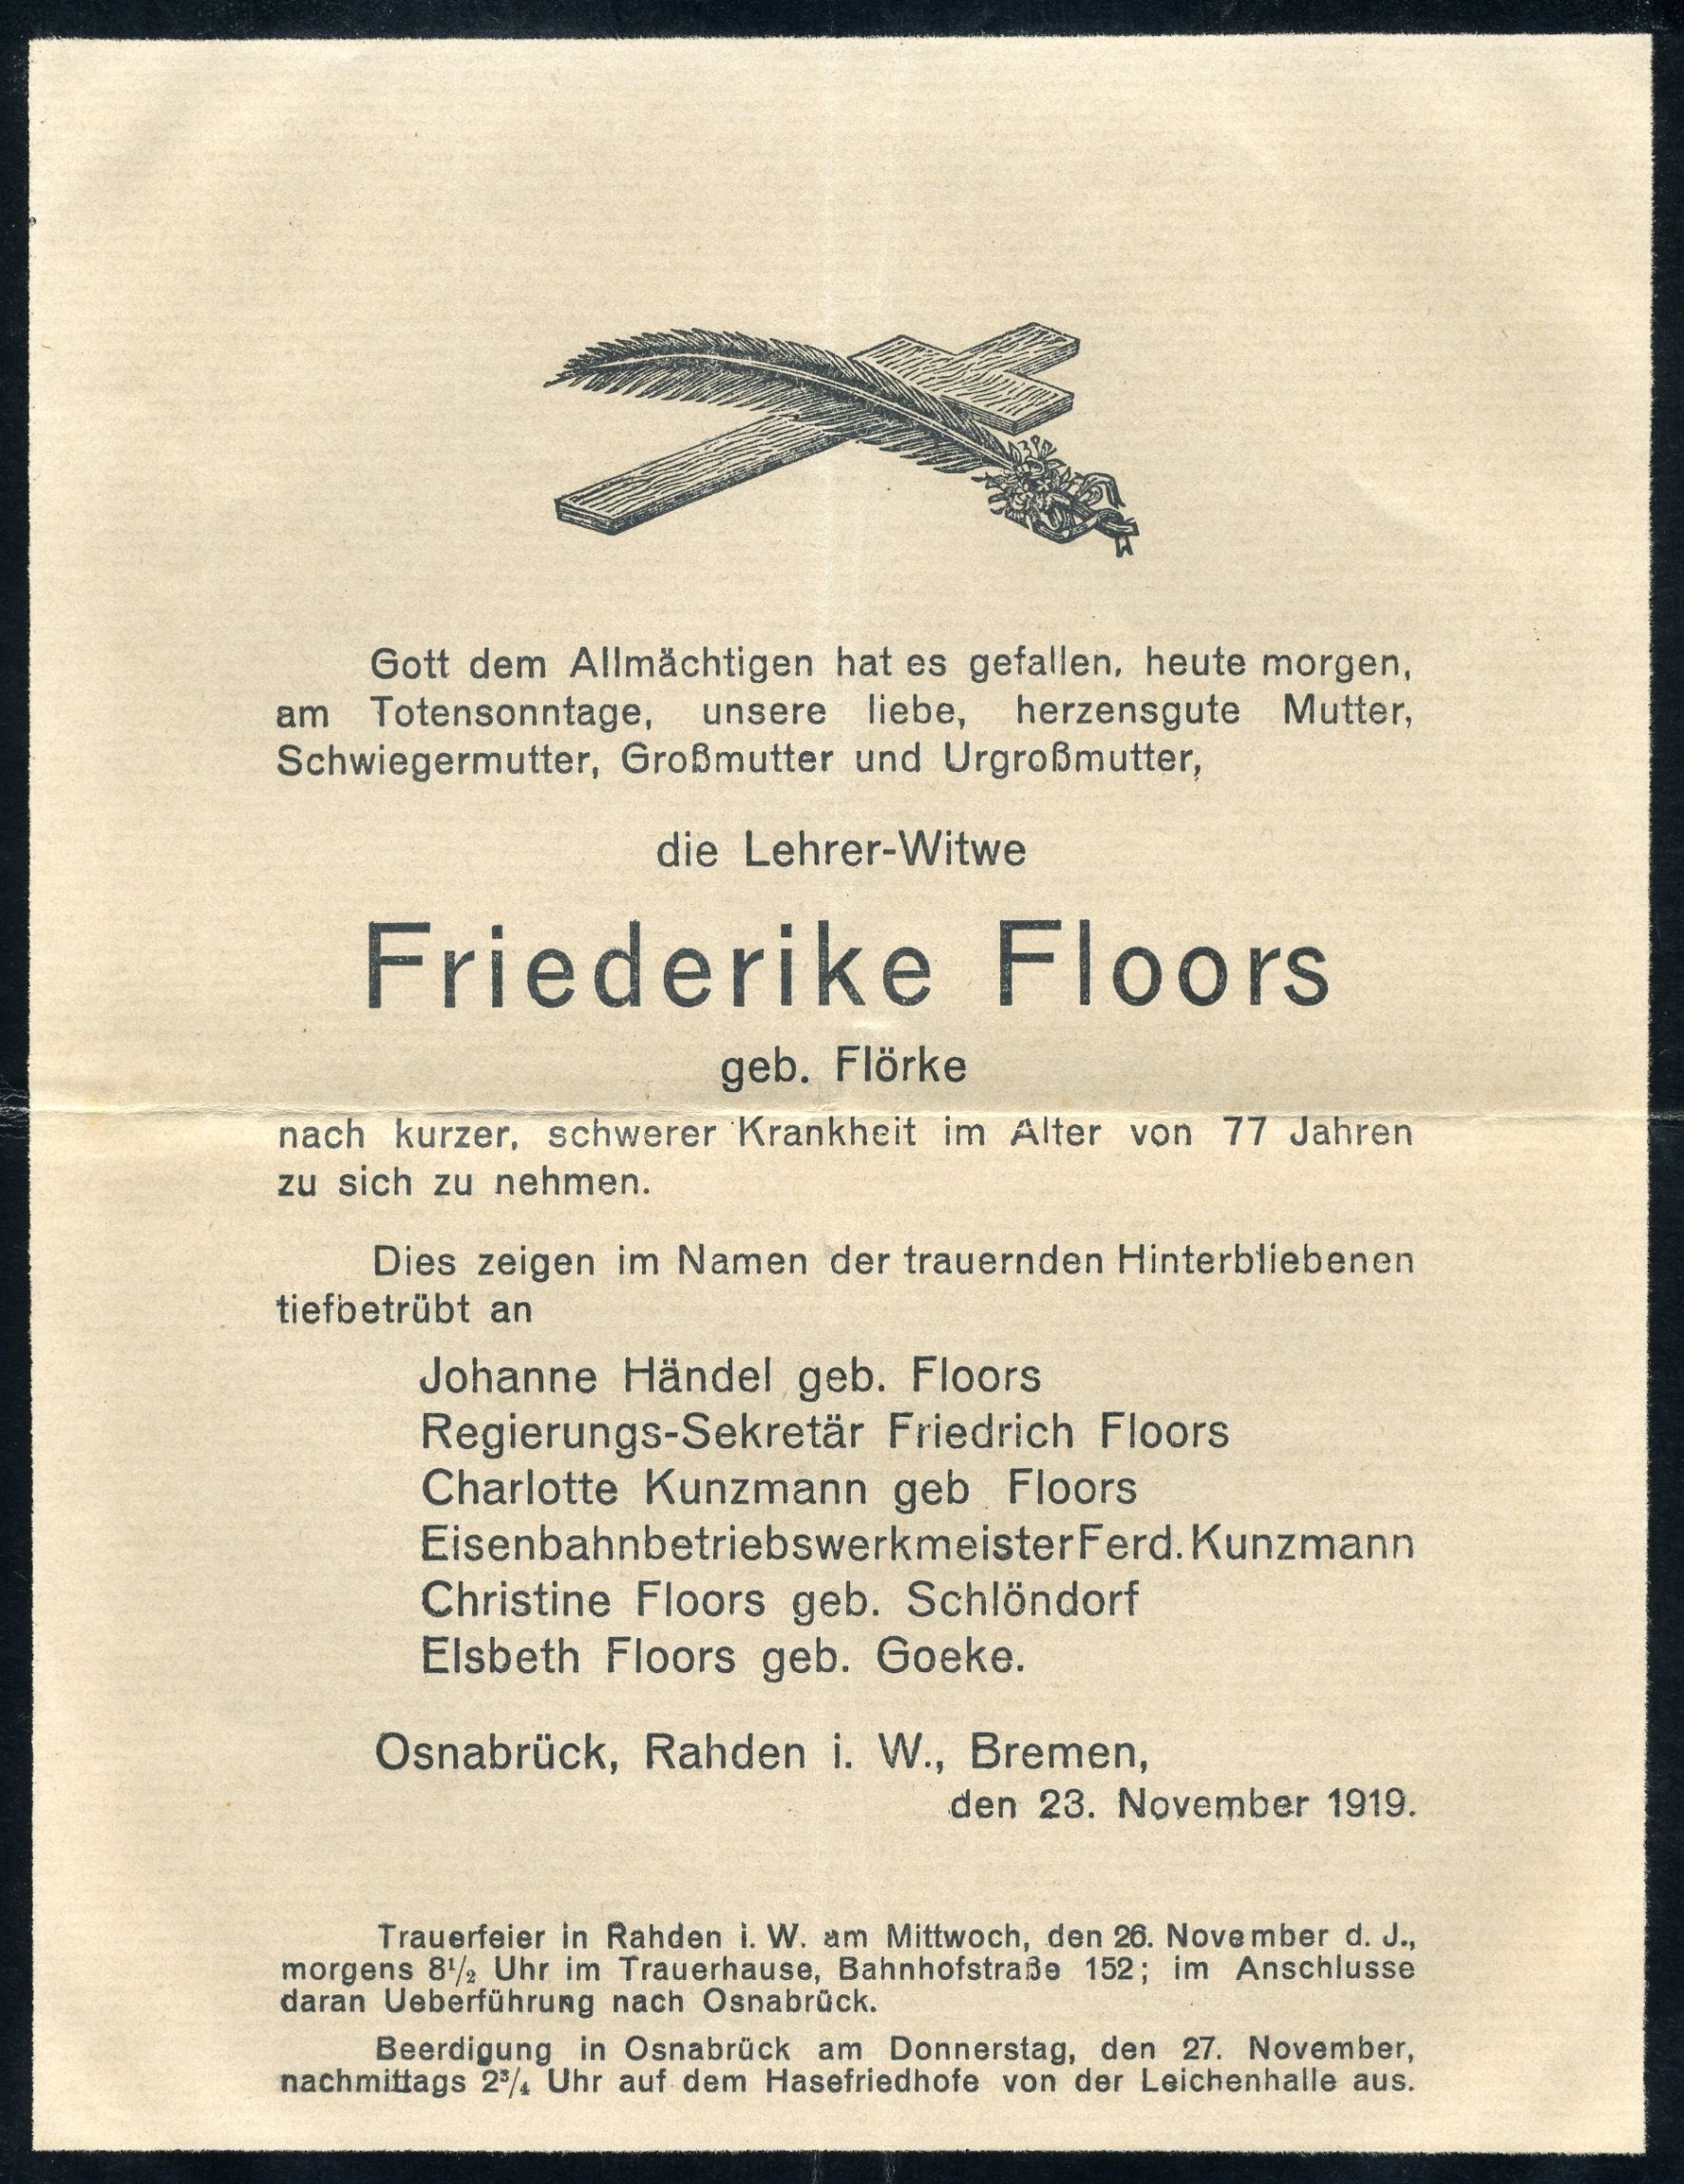 Gott dem Allmächtigen hat es gefallen, heute morgen,
am Totensonntage, unsere liebe, herzensgute Mutter,
Schwiegermutter, Großmutter und Urgroßmutter,
die Lehrer-Witwe
Friederike Floors
geb. Flörke
nach kurzer, schwerer Krankheit im Alter von 77 Jahren
zu sich zu nehmen.
Dies zeigen im Namen der trauernden Hinterbliebenen
tiefbetrübt an
Johanne Händel geb. Floors
Regierungs-Sekretär Friedrich Floors
Charlotte Kunzmann geb. Floors
Eisenbahnbetriebswerkmeister Ferd. Kunzmann
Christine Floors geb. Schlöndorf
Elsbeth Floors geb. Goeke.
Osnabrück, Rahden i. W., Bremen,
den 23. November 1919.
Trauerfeier in Rahden i. W. am Mittwoch, den 26. November d. J.,
morgens 8½ Uhr im Trauerhause, Bahnhofstraße 152; im Anschlusse
daran Ueberführung nach Osnabrück.
Beerdigung in Osnabrück am Donnerstag, den 27. November,
nachmittags 2¾ Uhr auf dem Hasefriedhofe von der Leichenhalle aus.